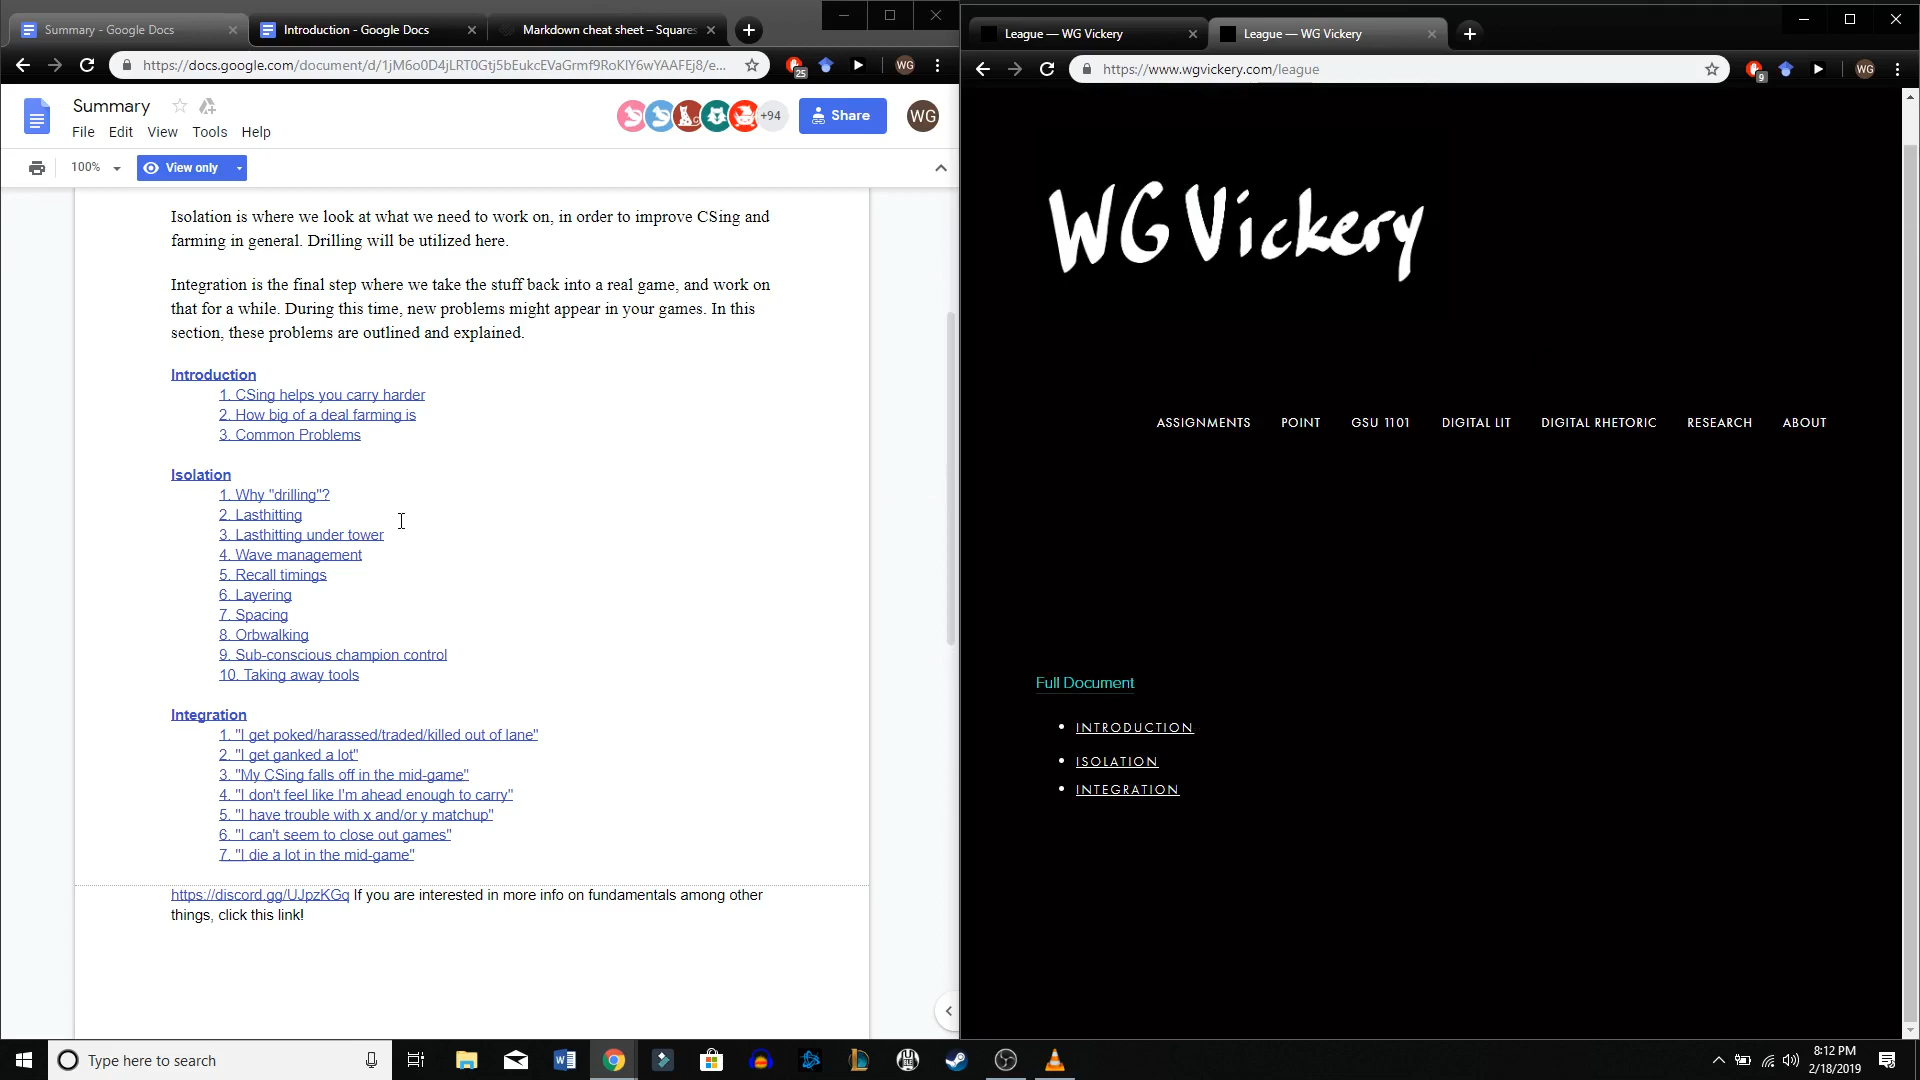 Summary - Google Docs
Introduction - Google Docs
Markdown cheat sheet – Squares
https://docs.google.com/document/d/1jM6o0D4jLRT0Gtj5bEukcEVaGrmf9RoKlY6wYAAFEj8/e...
25
WG
Summary
File Edit View Tools Help
+94
Share
WG
100%
View only
Isolation is where we look at what we need to work on, in order to improve CSing and
farming in general. Drilling will be utilized here.
Integration is the final step where we take the stuff back into a real game, and work on
that for a while. During this time, new problems might appear in your games. In this
section, these problems are outlined and explained.
Introduction
1. CSing helps you carry harder
2. How big of a deal farming is
3. Common Problems
Isolation
1. Why "drilling"?
2. Lasthitting
3. Lasthitting under tower
4. Wave management
5. Recall timings
6. Layering
7. Spacing
8. Orbwalking
9. Sub-conscious champion control
10. Taking away tools
Integration
1. "I get poked/harassed/traded/killed out of lane"
2. "I get ganked a lot"
3. "My CSing falls off in the mid-game"
4. "I don't feel like I'm ahead enough to carry"
5. "I have trouble with x and/or y matchup"
6. "I can't seem to close out games"
7. "I die a lot in the mid-game"
https://discord.gg/UJpzKGq If you are interested in more info on fundamentals among other
things, click this link!
League — WG Vickery
League — WG Vickery
https://www.wgvickery.com/league
9
WG
WG Vickery
ASSIGNMENTS POINT GSU 1101 DIGITAL LIT DIGITAL RHETORIC RESEARCH ABOUT
Full Document
INTRODUCTION
ISOLATION
INTEGRATION
Type here to search
8:12 PM
2/18/2019